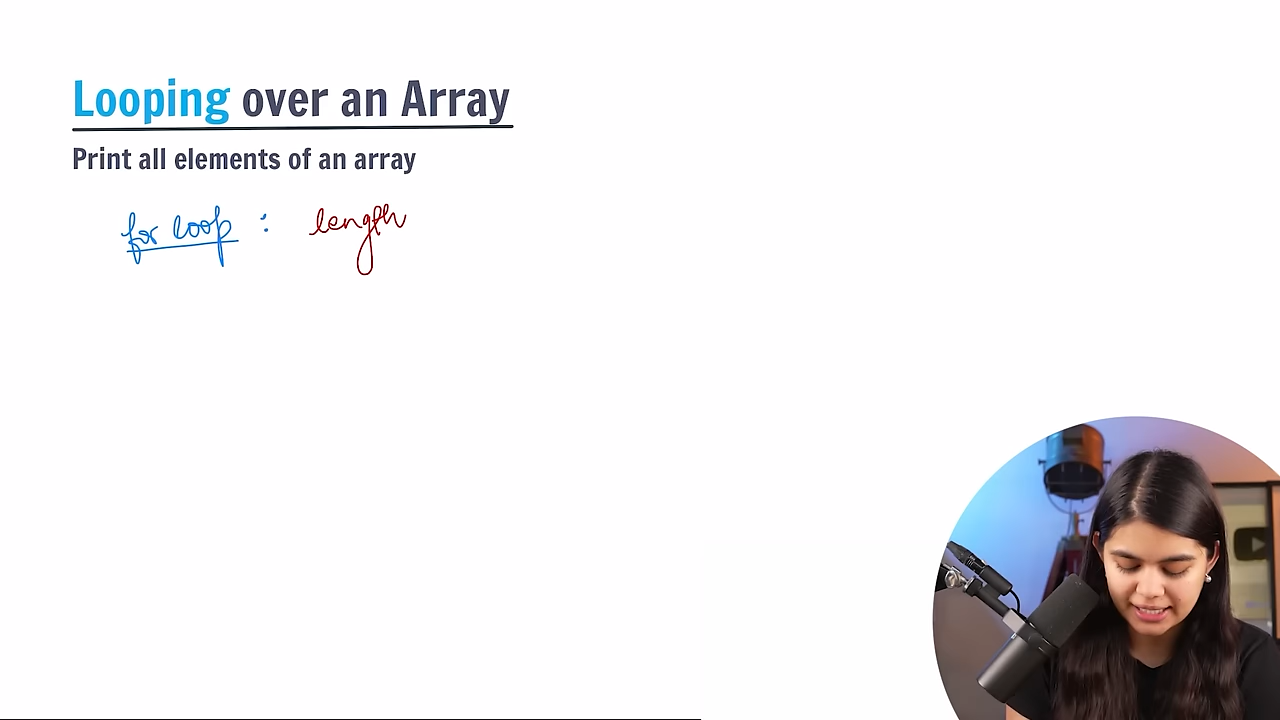 Looping over an Array
Print all elements of an array
for loop : length